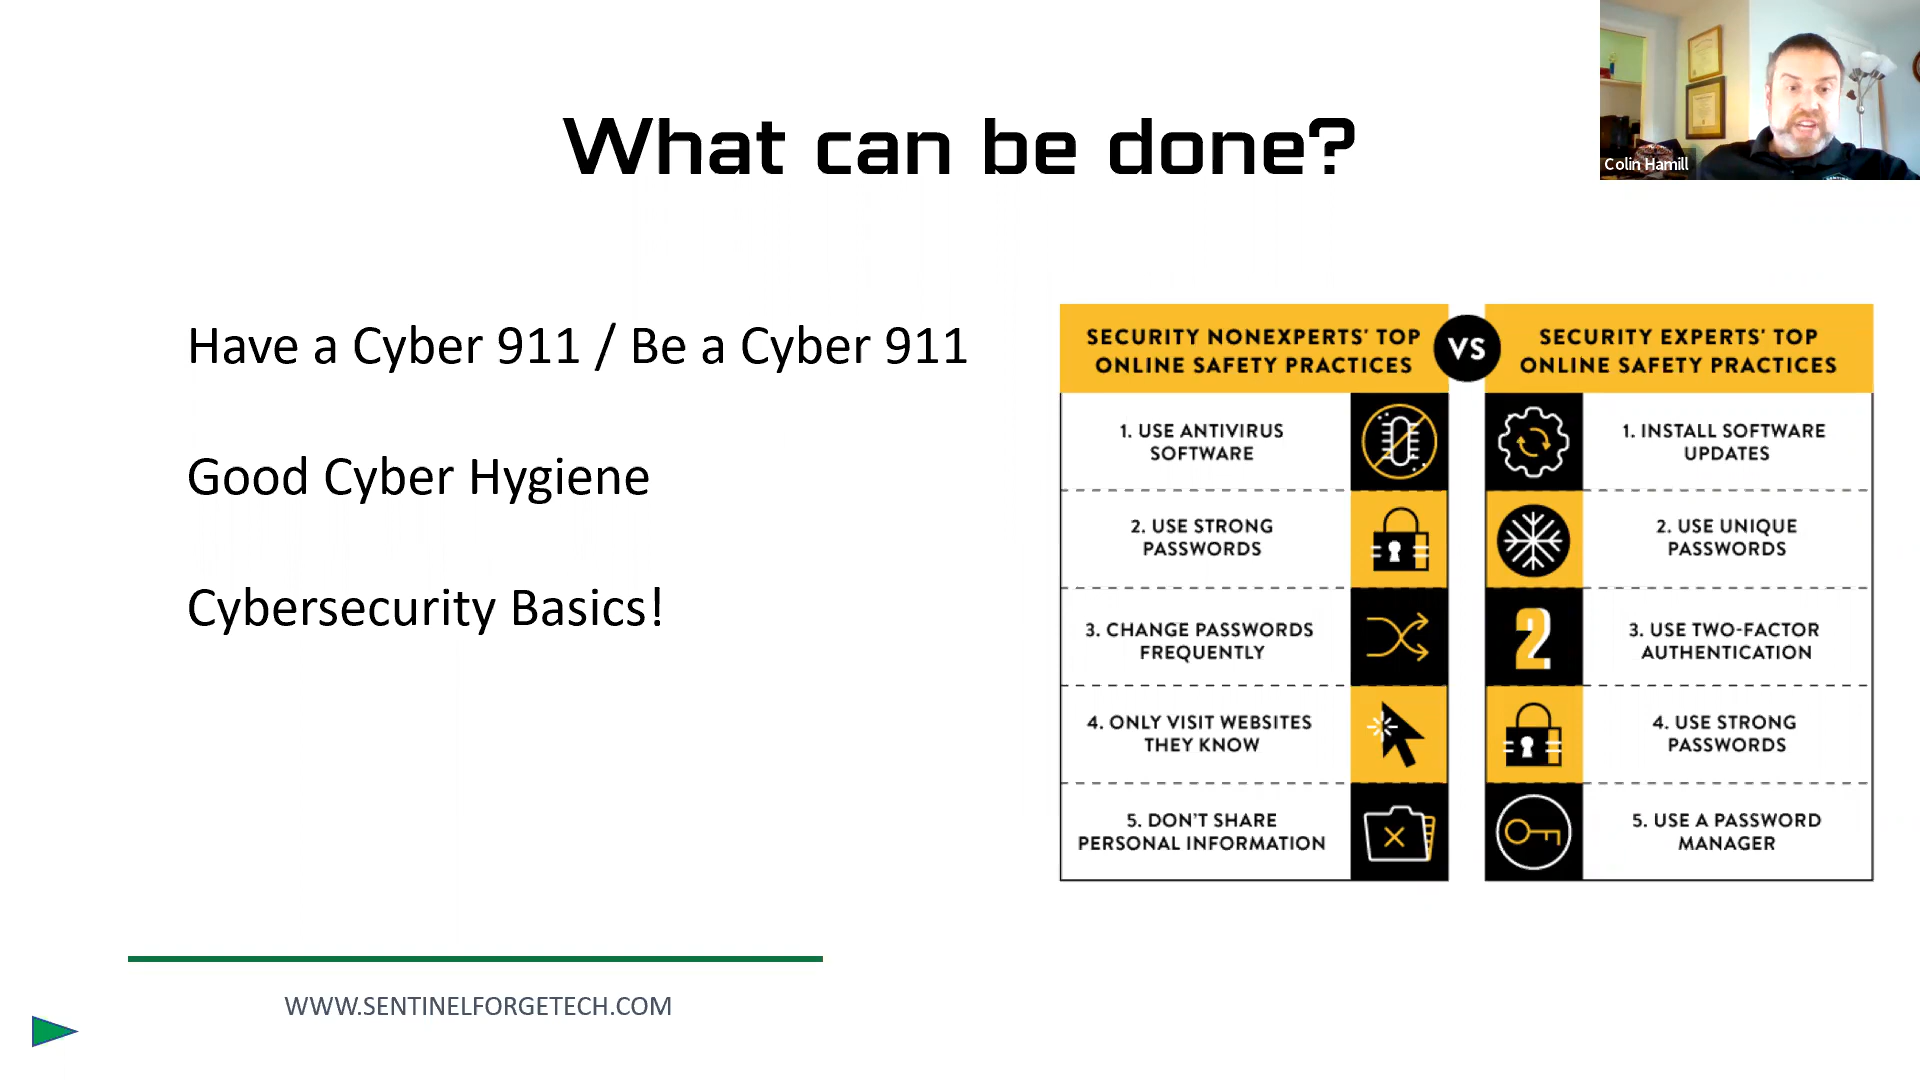 What can be done?
Colin Hamill
Have a Cyber 911 / Be a Cyber 911
Good Cyber Hygiene
Cybersecurity Basics!
SECURITY NONEXPERTS' TOP
ONLINE SAFETY PRACTICES
VS
SECURITY EXPERTS' TOP
ONLINE SAFETY PRACTICES
1. USE ANTIVIRUS
SOFTWARE
1. INSTALL SOFTWARE
UPDATES
2. USE STRONG
PASSWORDS
2. USE UNIQUE
PASSWORDS
3. CHANGE PASSWORDS
FREQUENTLY
2
3. USE TWO-FACTOR
AUTHENTICATION
4. ONLY VISIT WEBSITES
THEY KNOW
4. USE STRONG
PASSWORDS
5. DON'T SHARE
PERSONAL INFORMATION
5. USE A PASSWORD
MANAGER
WWW.SENTINELFORGETECH.COM